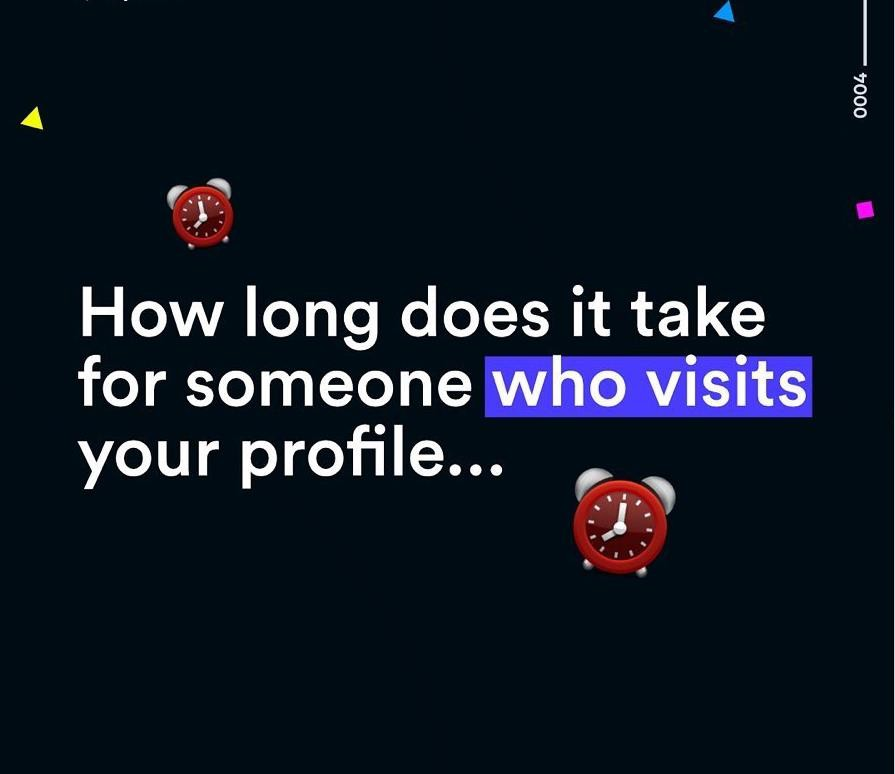 0004
How long does it take
for someone who visits
your profile...